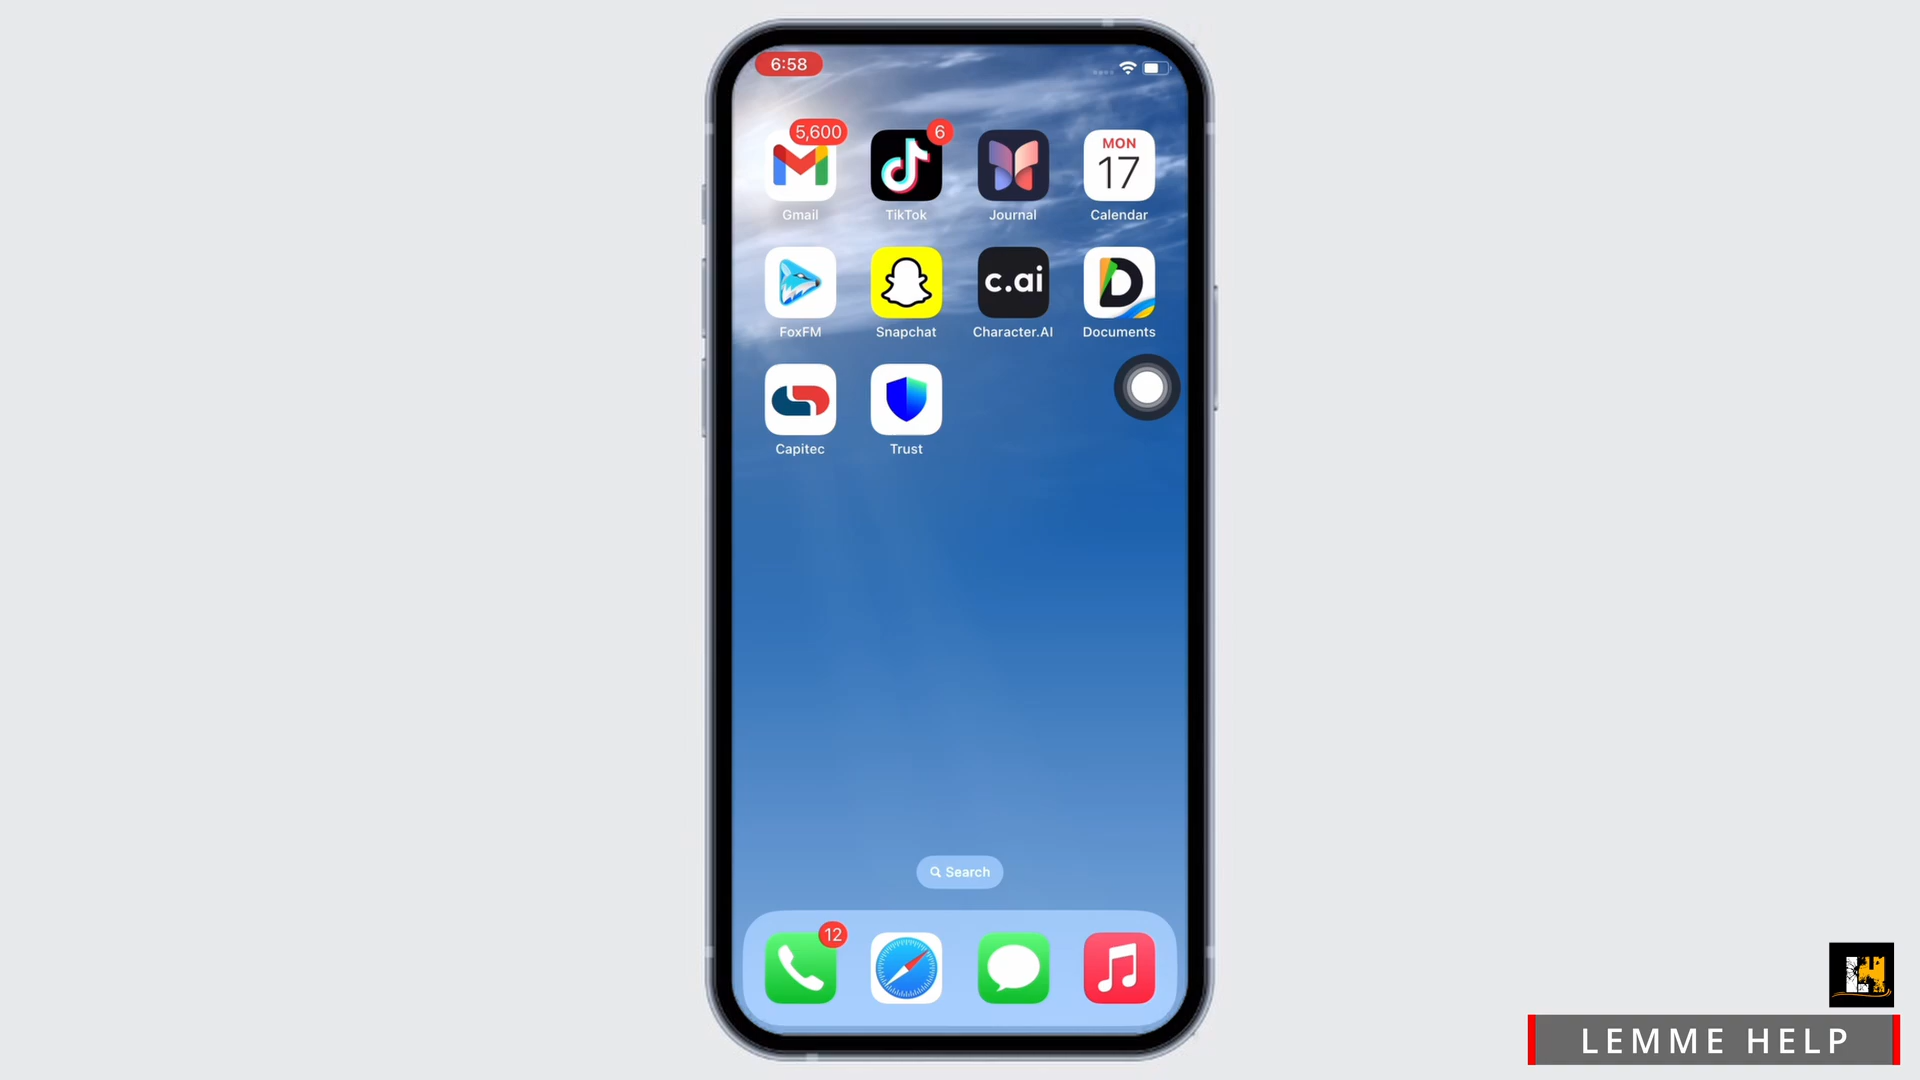 6:58
5,600
6
MON
17
Gmail
TikTok
Journal
Calendar
c.ai
D
FoxFM
Snapchat
Character.AI
Documents
Capitec
Trust
Search
12
LH
LEMME HELP